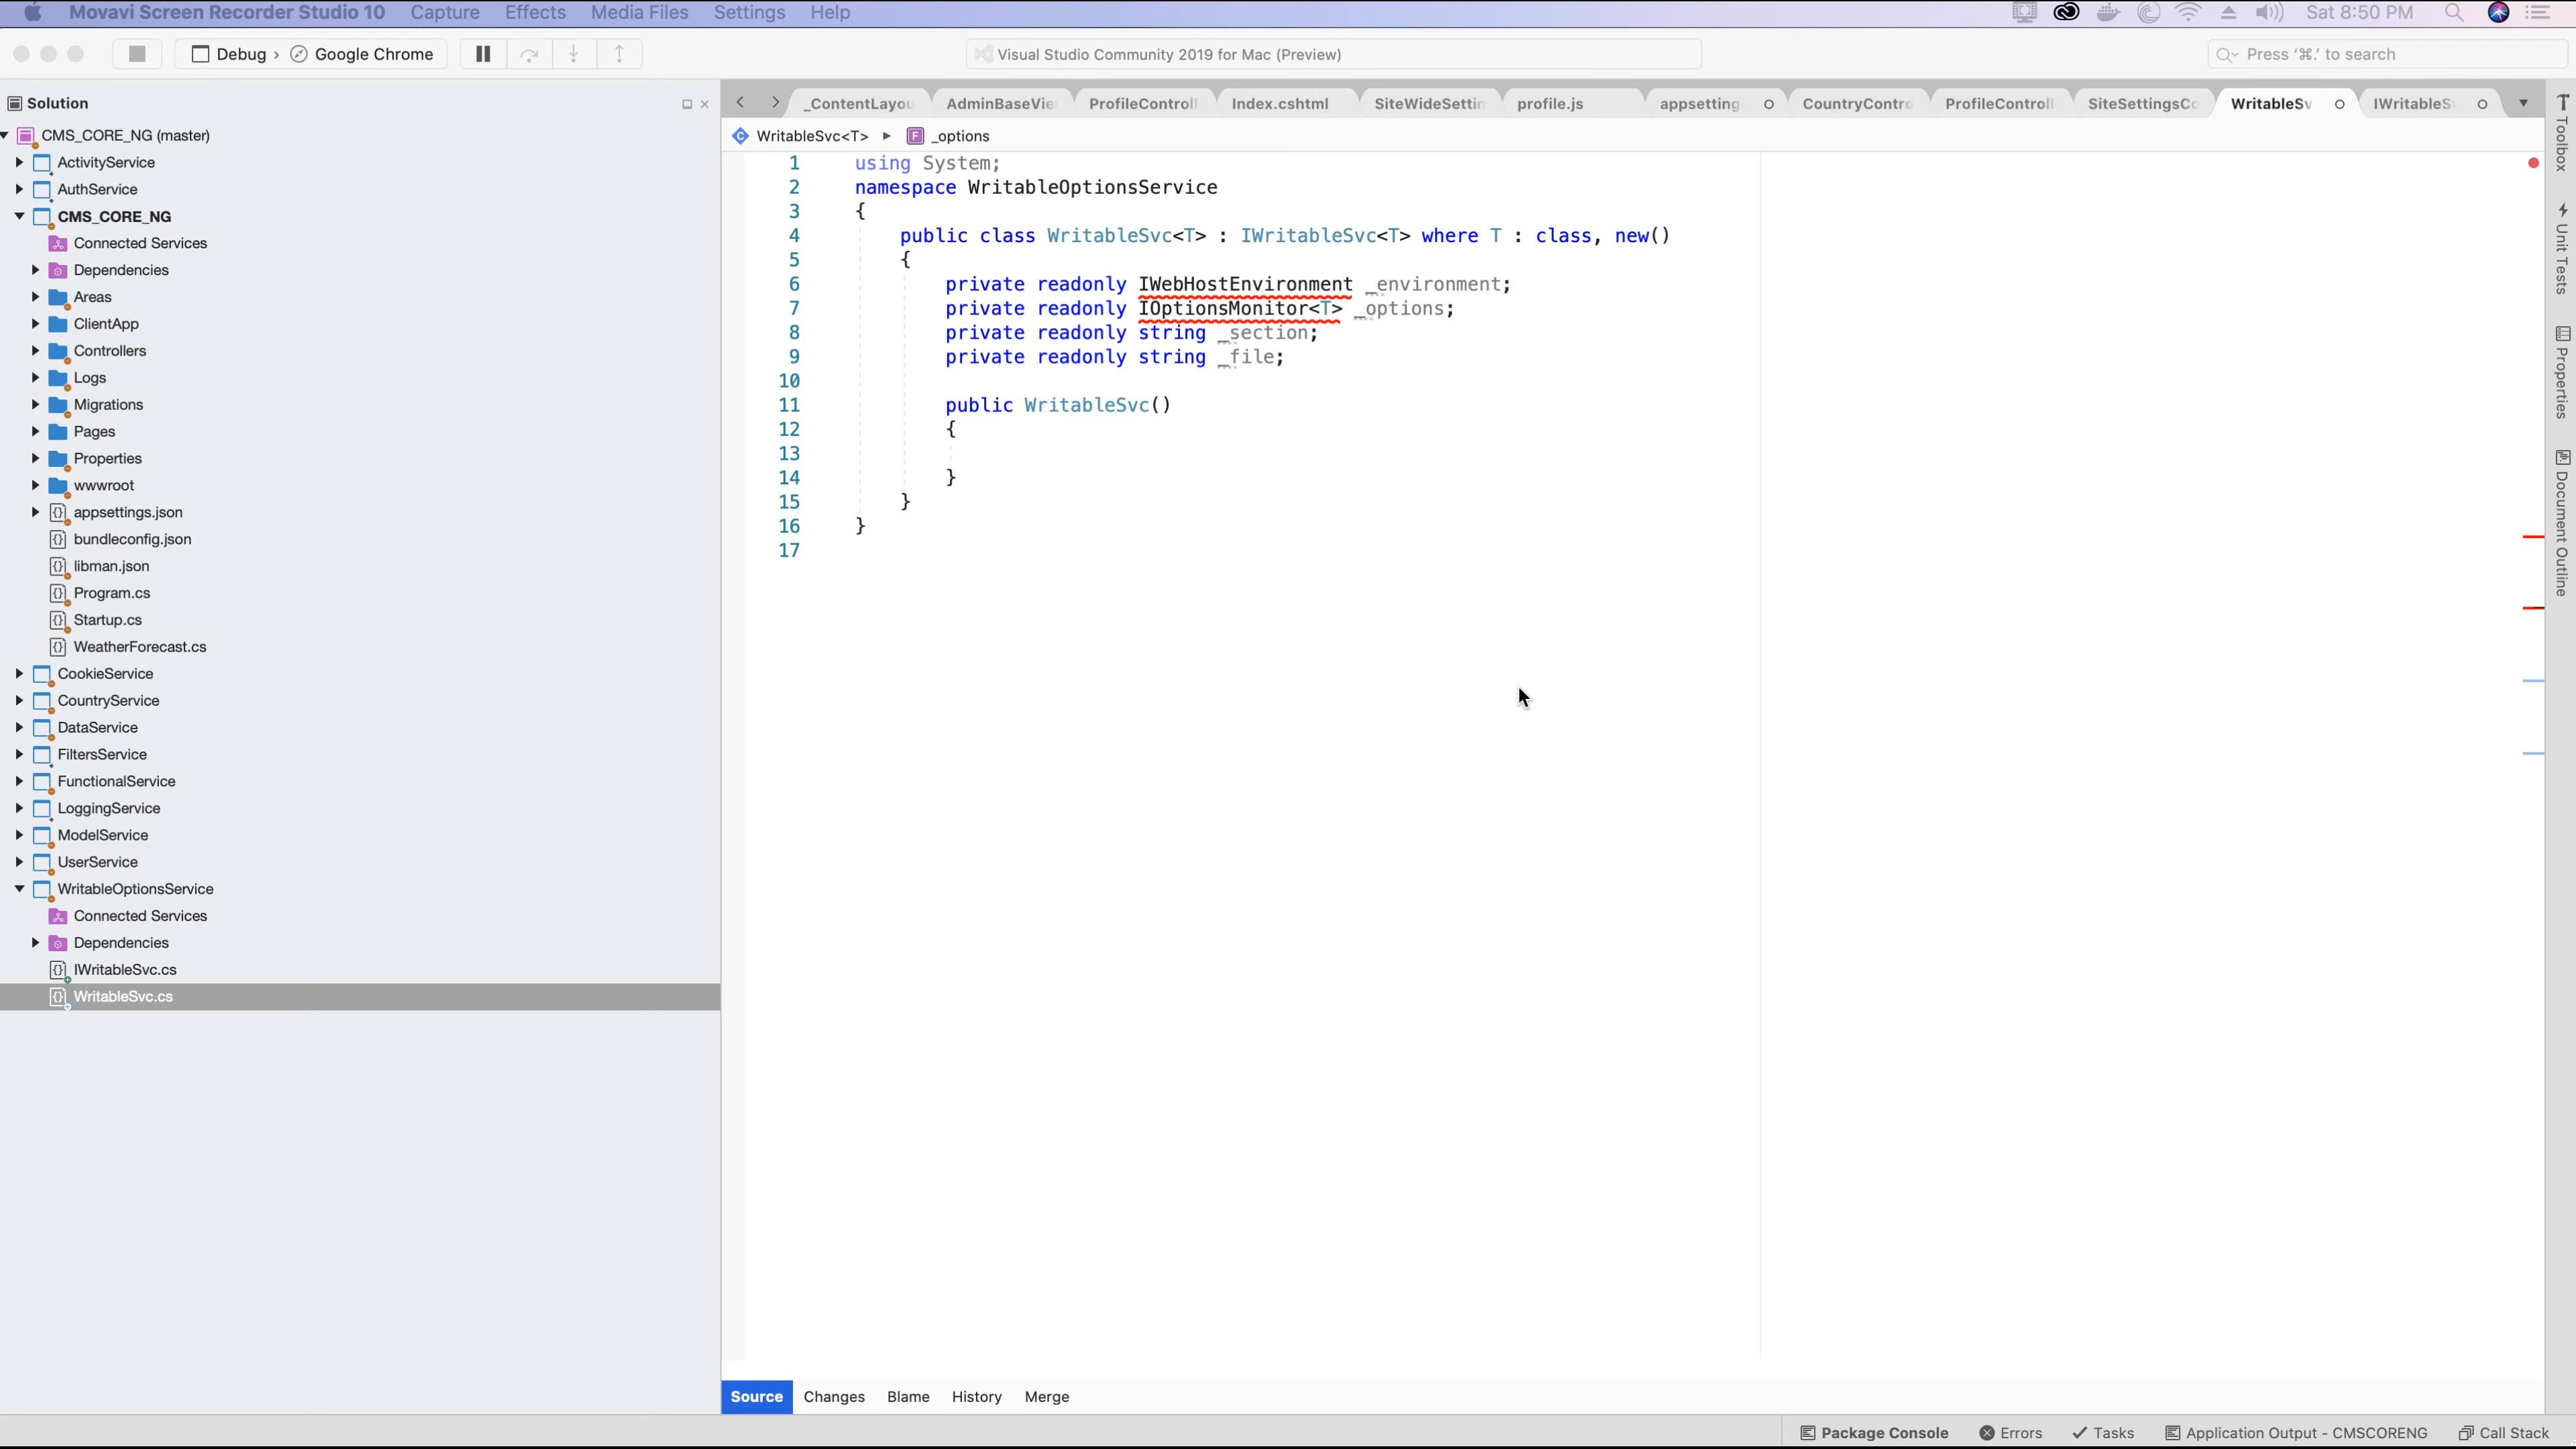 Movavi Screen Recorder Studio 10 Capture Effects Media Files Settings Help Sat 8:50 PM
Debug › Google Chrome Visual Studio Community 2019 for Mac (Preview) Press '⌘.' to search
Solution
CMS_CORE_NG (master)
ActivityService
AuthService
CMS_CORE_NG
Connected Services
Dependencies
Areas
ClientApp
Controllers
Logs
Migrations
Pages
Properties
wwwroot
appsettings.json
bundleconfig.json
libman.json
Program.cs
Startup.cs
WeatherForecast.cs
CookieService
CountryService
DataService
FiltersService
FunctionalService
LoggingService
ModelService
UserService
WritableOptionsService
Connected Services
Dependencies
IWritableSvc.cs
WritableSvc.cs
_ContentLayou AdminBaseVie ProfileControll Index.cshtml SiteWideSettin profile.js appsetting CountryContro ProfileControll SiteSettingsCo WritableSv IWritableS
WritableSvc<T> F _options
1 using System;
2 namespace WritableOptionsService
3 {
4 public class WritableSvc<T> : IWritableSvc<T> where T : class, new()
5 {
6 private readonly IWebHostEnvironment _environment;
7 private readonly IOptionsMonitor<T> _options;
8 private readonly string _section;
9 private readonly string _file;
10
11 public WritableSvc()
12 {
13
14 }
15 }
16 }
17
Toolbox
Unit Tests
Properties
Document Outline
Source Changes Blame History Merge
Package Console Errors Tasks Application Output - CMSCORENG Call Stack